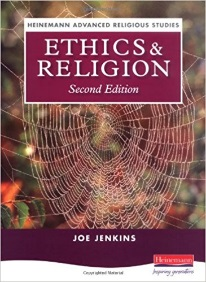 HEINEMANN ADVANCED RELIGIOUS STUDIES
ETHICS &
RELIGION
Second Edition
JOE JENKINS
Copyrighted Material
Heinemann
Inspiring generations